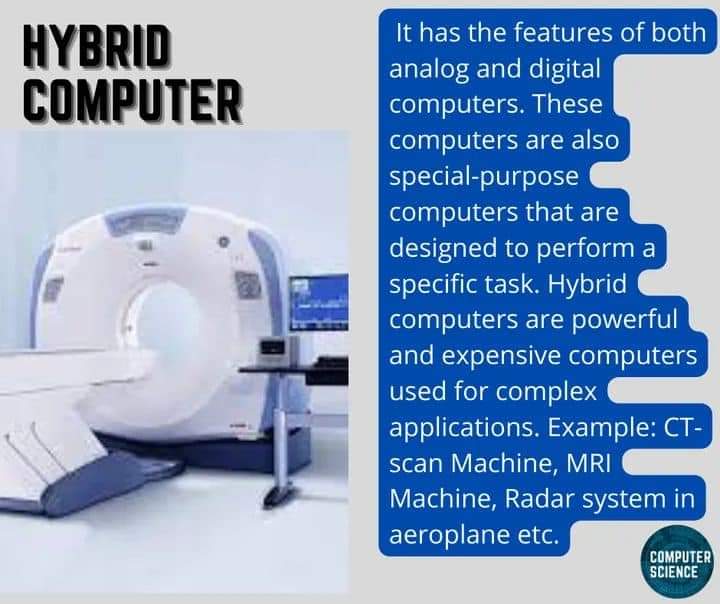 HYBRID
COMPUTER
It has the features of both
analog and digital
computers. These
computers are also
special-purpose
computers that are
designed to perform a
specific task. Hybrid
computers are powerful
and expensive computers
used for complex
applications. Example: CT-
scan Machine, MRI
Machine, Radar system in
aeroplane etc.
COMPUTER
SCIENCE